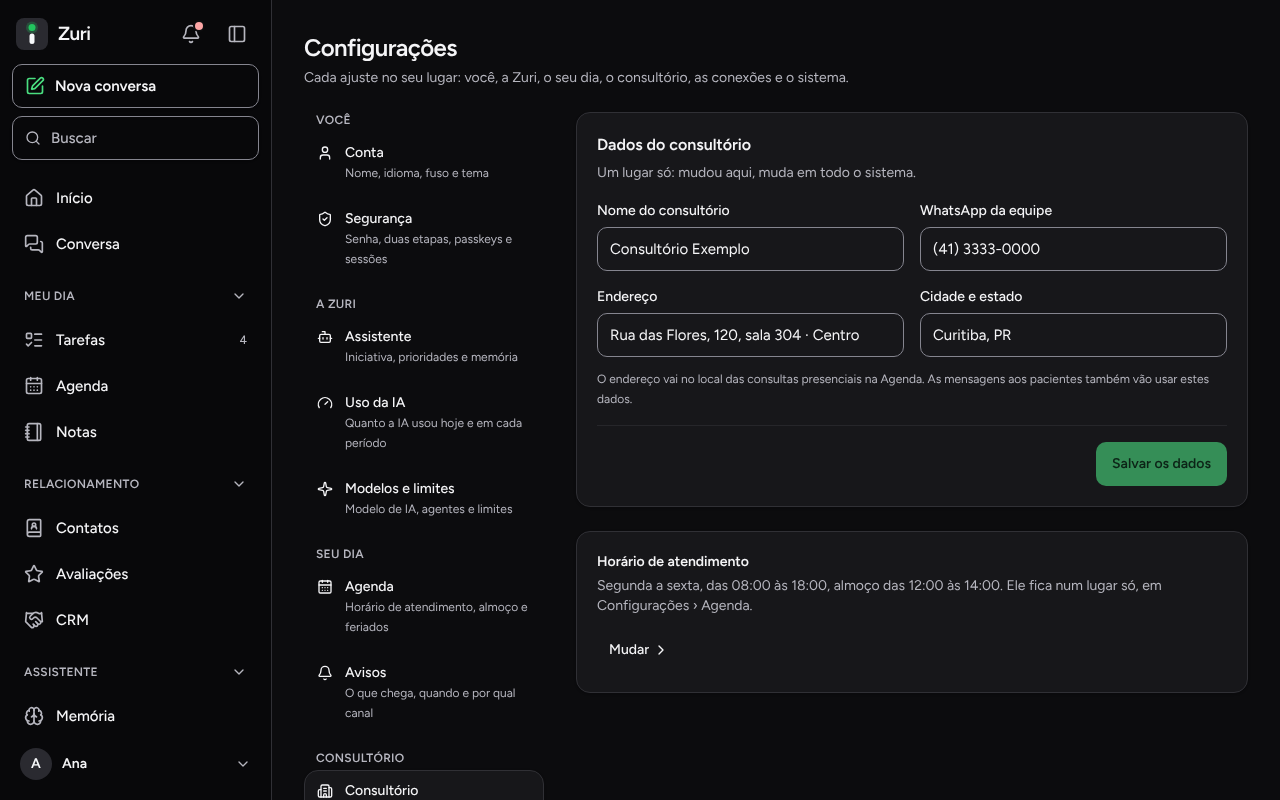 Zuri
Nova conversa
Buscar
Início
Conversa
MEU DIA
Tarefas 4
Agenda
Notas
RELACIONAMENTO
Contatos
Avaliações
CRM
ASSISTENTE
Memória
A Ana
Configurações
Cada ajuste no seu lugar: você, a Zuri, o seu dia, o consultório, as conexões e o sistema.
VOCÊ
Conta
Nome, idioma, fuso e tema
Segurança
Senha, duas etapas, passkeys e
sessões
A ZURI
Assistente
Iniciativa, prioridades e memória
Uso da IA
Quanto a IA usou hoje e em cada
período
Modelos e limites
Modelo de IA, agentes e limites
SEU DIA
Agenda
Horário de atendimento, almoço e
feriados
Avisos
O que chega, quando e por qual
canal
CONSULTÓRIO
Consultório
Dados do consultório
Um lugar só: mudou aqui, muda em todo o sistema.
Nome do consultório
Consultório Exemplo
WhatsApp da equipe
(41) 3333-0000
Endereço
Rua das Flores, 120, sala 304 · Centro
Cidade e estado
Curitiba, PR
O endereço vai no local das consultas presenciais na Agenda. As mensagens aos pacientes também vão usar estes
dados.
Salvar os dados
Horário de atendimento
Segunda a sexta, das 08:00 às 18:00, almoço das 12:00 às 14:00. Ele fica num lugar só, em
Configurações › Agenda.
Mudar